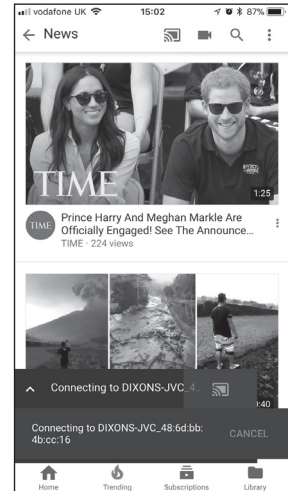 vodafone UK 15:02 87%
News
TIME
1:25
TIME
Prince Harry And Meghan Markle Are
Officially Engaged! See The Announce...
TIME · 224 views
Connecting to DIXONS-JVC_4..
:40
Connecting to DIXONS-JVC_48:6d:bb:
4b:cc:16
CANCEL
Home Trending Subscriptions Library